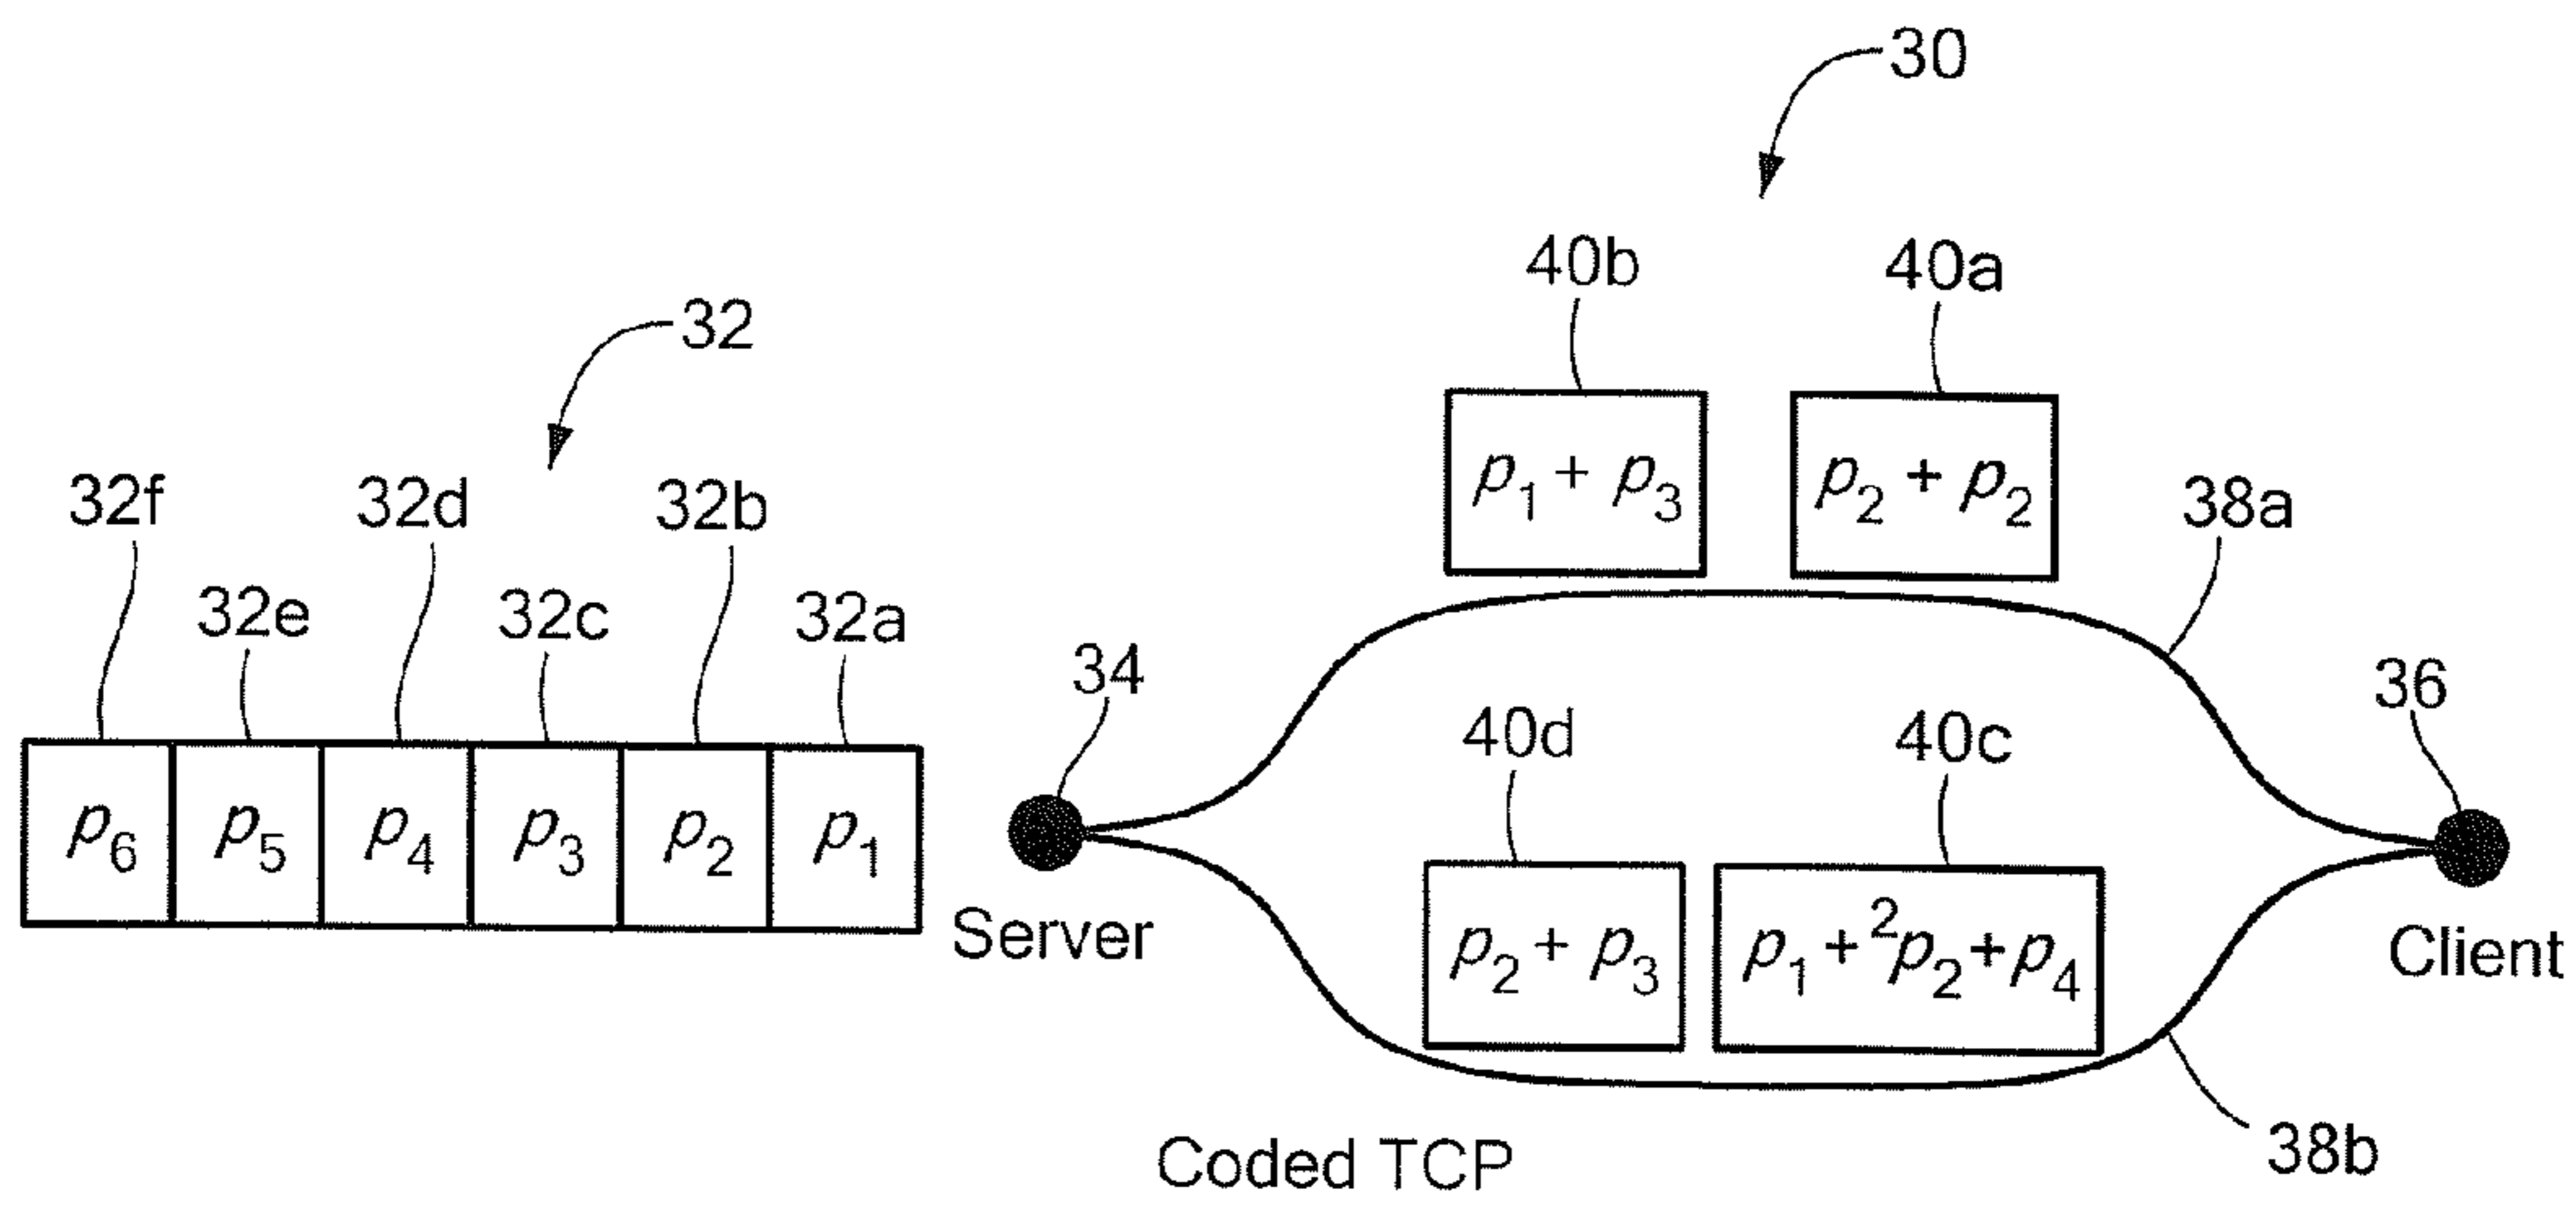 30
40b 40a
32
p1 + p3 p2 + p2
32f 32d 32b 38a
32e 32c 32a
34 36
40d 40c
p6 p5 p4 p3 p2 p1
Server p2 + p3 p1 + 2p2 + p4 Client
Coded TCP 38b